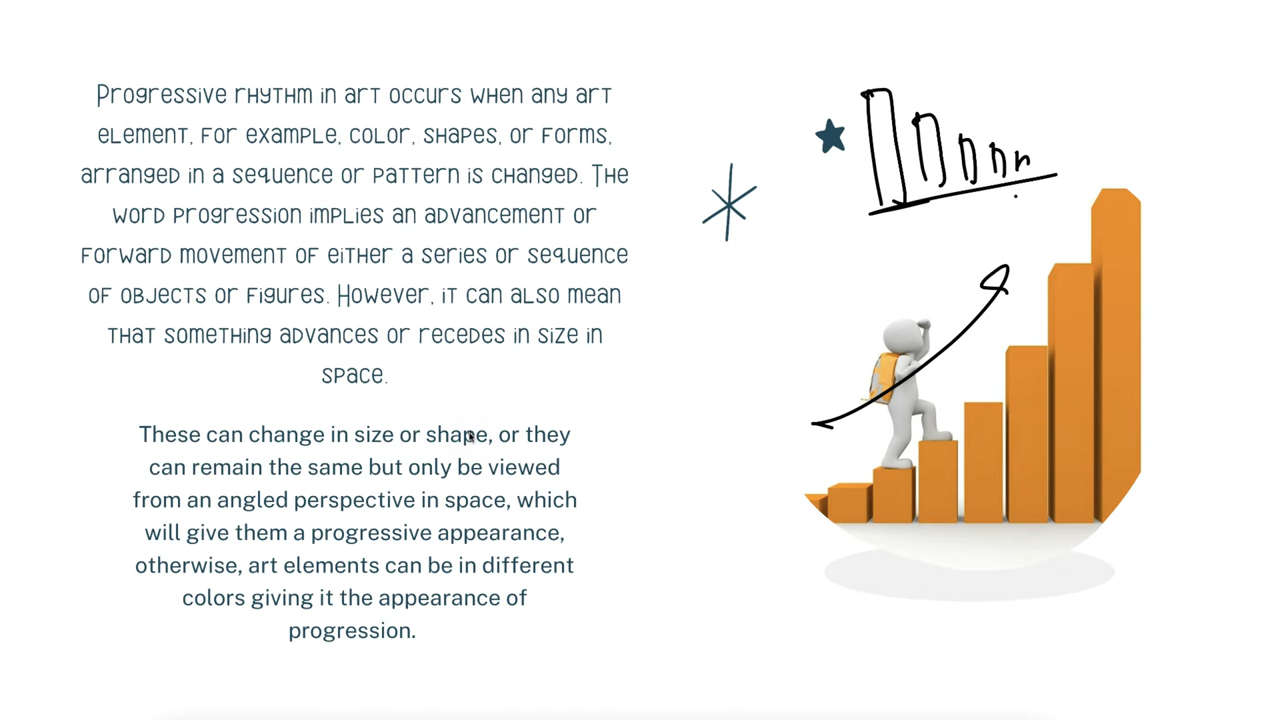 Progressive rhythm in art occurs when any art
element, for example, color, shapes, or forms,
arranged in a sequence or pattern is changed. The
word progression implies an advancement or
forward movement of either a series or sequence
of objects or figures. However, it can also mean
that something advances or recedes in size in
space.
These can change in size or shape, or they
can remain the same but only be viewed
from an angled perspective in space, which
will give them a progressive appearance,
otherwise, art elements can be in different
colors giving it the appearance of
progression.